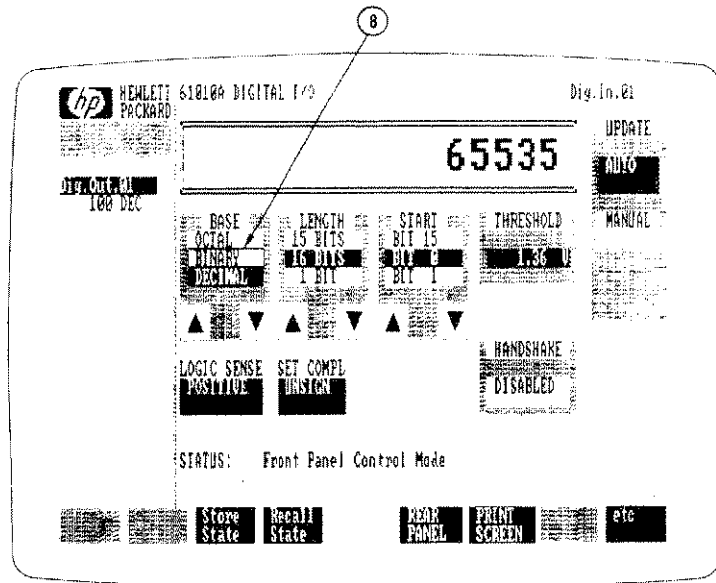 8
hp HEWLETT PACKARD
61010A DIGITAL I/O
Dig.In.01
65535
UPDATE
AUTO
MANUAL
Dig.Out.01
100 DEC
BASE
OCTAL
BINARY
DECIMAL
LENGTH
15 BITS
16 BITS
1 BIT
START
BIT 15
BIT 0
BIT 1
THRESHOLD
1.36 V
LOGIC SENSE
POSITIVE
SET COMPL
UNSIGN
HANDSHAKE
DISABLED
STATUS: Front Panel Control Mode
Store State
Recall State
REAR PANEL
PRINT SCREEN
etc